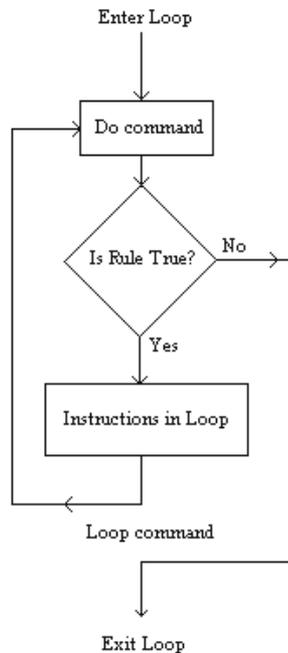 Enter Loop
Do command
Is Rule True?
No
Yes
Instructions in Loop
Loop command
Exit Loop